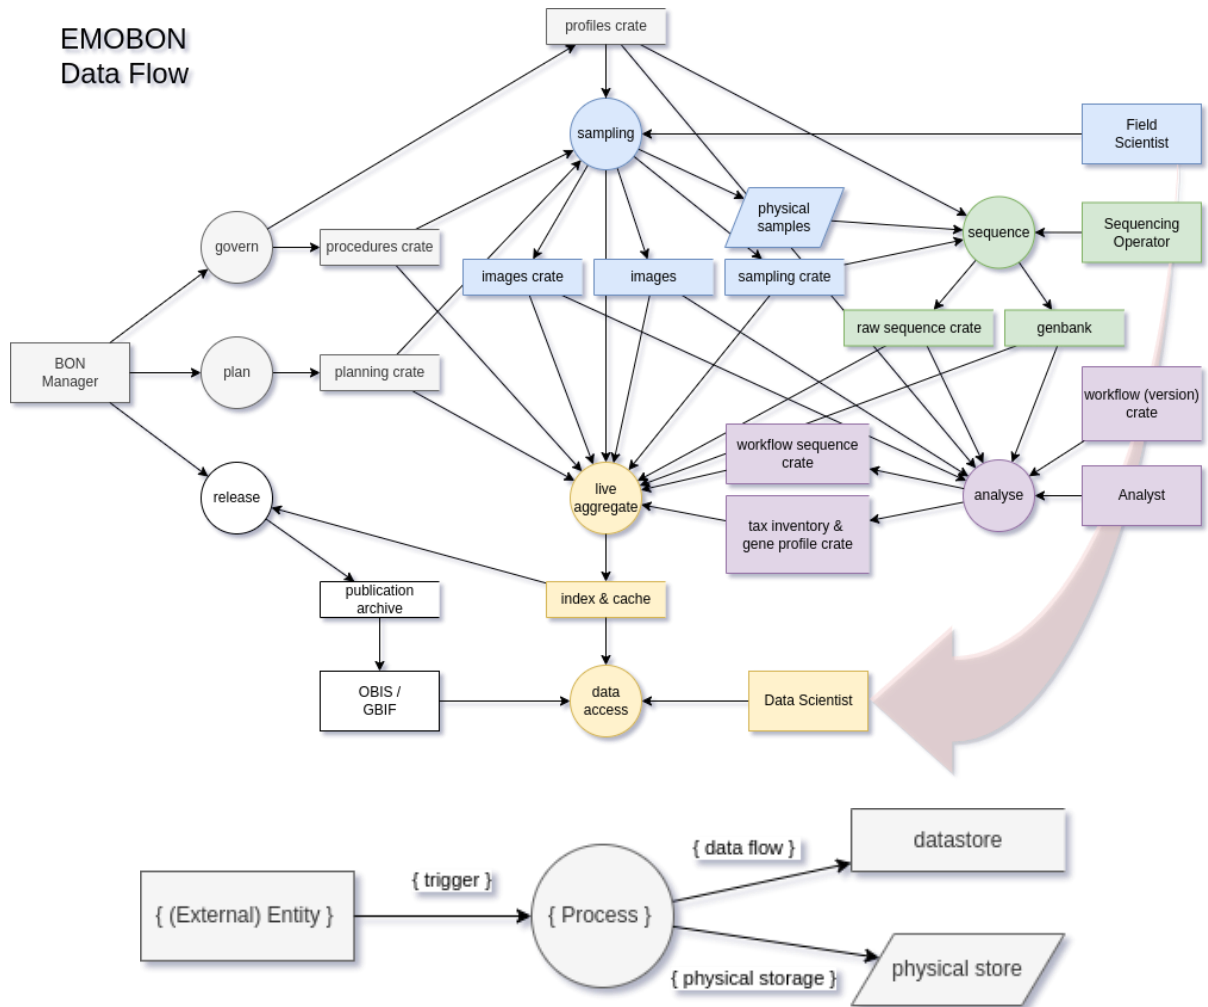 EMOBON
Data Flow
profiles crate
sampling
Field
Scientist
physical
samples
govern
procedures crate
sequence
Sequencing
Operator
images crate
images
sampling crate
raw sequence crate
genbank
BON
Manager
plan
planning crate
workflow (version)
crate
workflow sequence
crate
release
live
aggregate
analyse
Analyst
tax inventory &
gene profile crate
publication
archive
index & cache
OBIS /
GBIF
data
access
Data Scientist
{ (External) Entity }
{ trigger }
{ Process }
{ data flow }
datastore
{ physical storage }
physical store